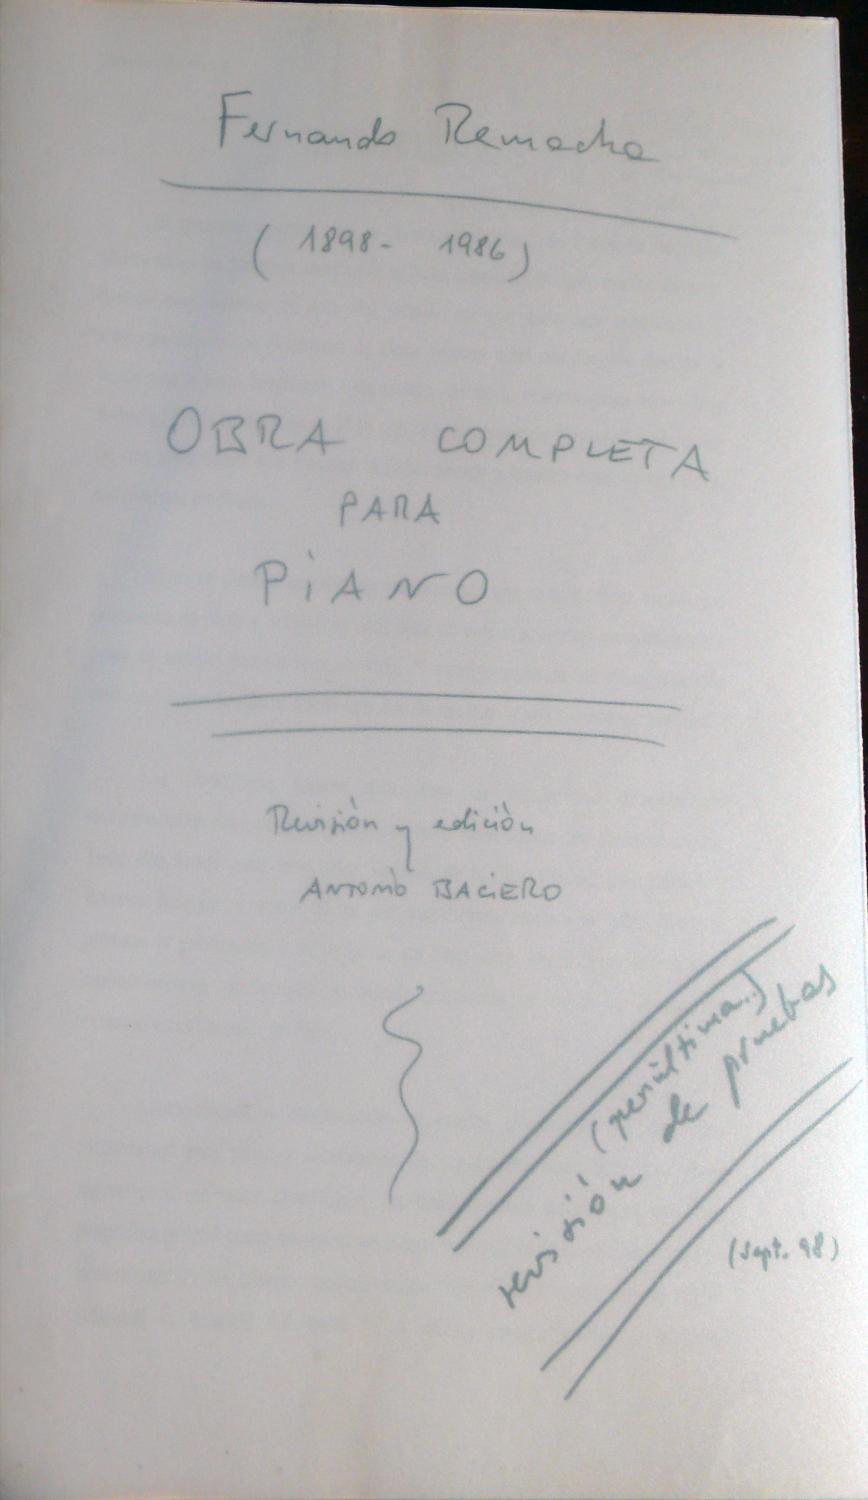 Fernando Remacha
( 1898- 1986)
OBRA COMPLETA
PARA
PiANO
Revisión y edición
ANTONiO BACiERO
(penúltima..)
revisión de pruebas
(Sept. 98)